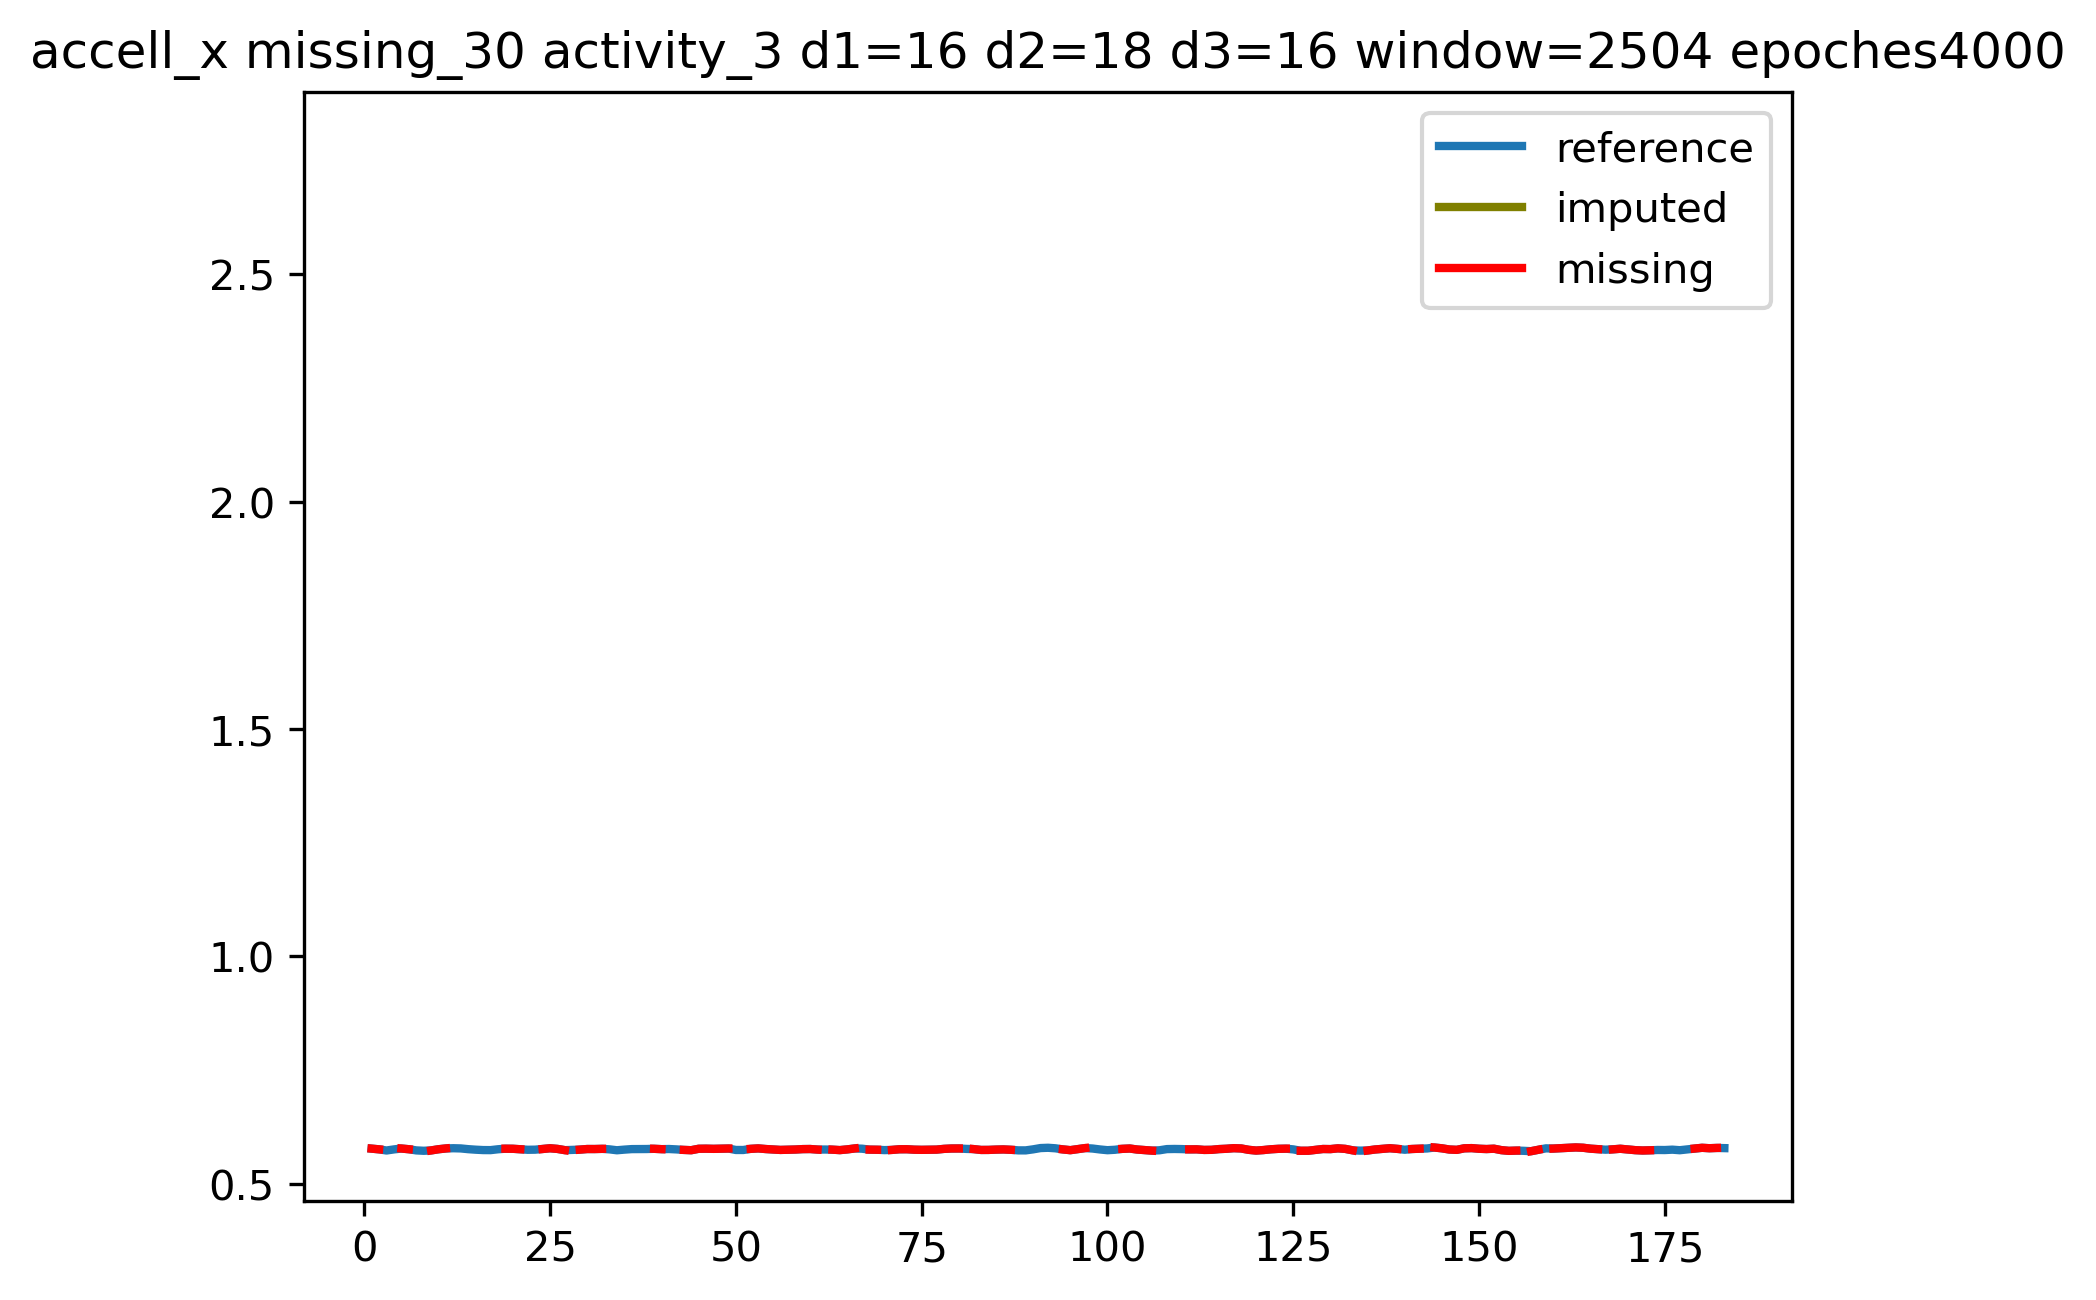 accell_x missing_30 activity_3 d1=16 d2=18 d3=16 window=2504 epoches4000
reference
imputed
missing
2.5
2.0
1.5
1.0
0.5
0 25 50 75 100 125 150 175